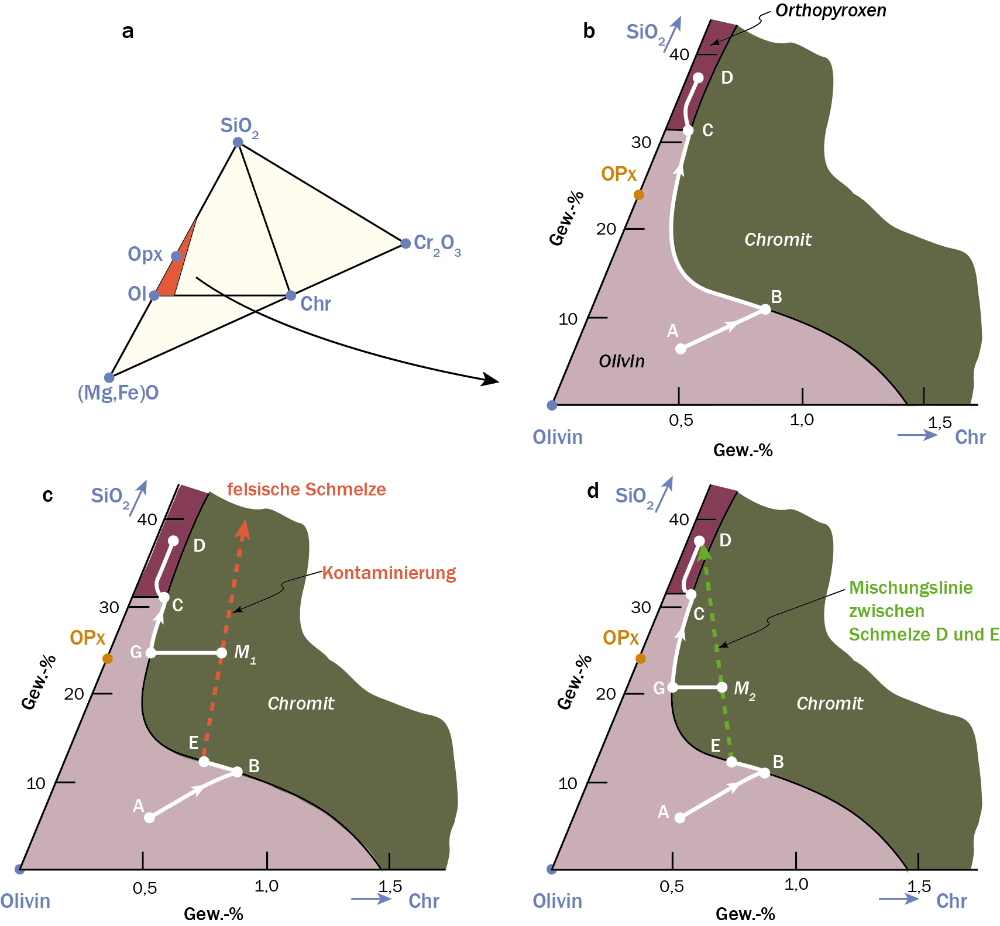 a
SiO2
Opx
Ol
Cr2O3
Chr
(Mg,Fe)O
b
Orthopyroxen
SiO2
40
D
C
30
OPx
Gew.-%
20
Chromit
B
10
A
Olivin
0,5
1,0
1,5
Olivin
Chr
Gew.-%
c
felsische Schmelze
SiO2
40
D
Kontaminierung
C
30
OPx
G
M1
Gew.-%
20
Chromit
E
B
10
A
0,5
1,0
1,5
Olivin
Chr
Gew.-%
d
SiO2
40
D
Mischungslinie
zwischen
Schmelze D und E
C
30
OPx
G
M2
Gew.-%
20
Chromit
E
B
10
A
0,5
1,0
1,5
Olivin
Chr
Gew.-%